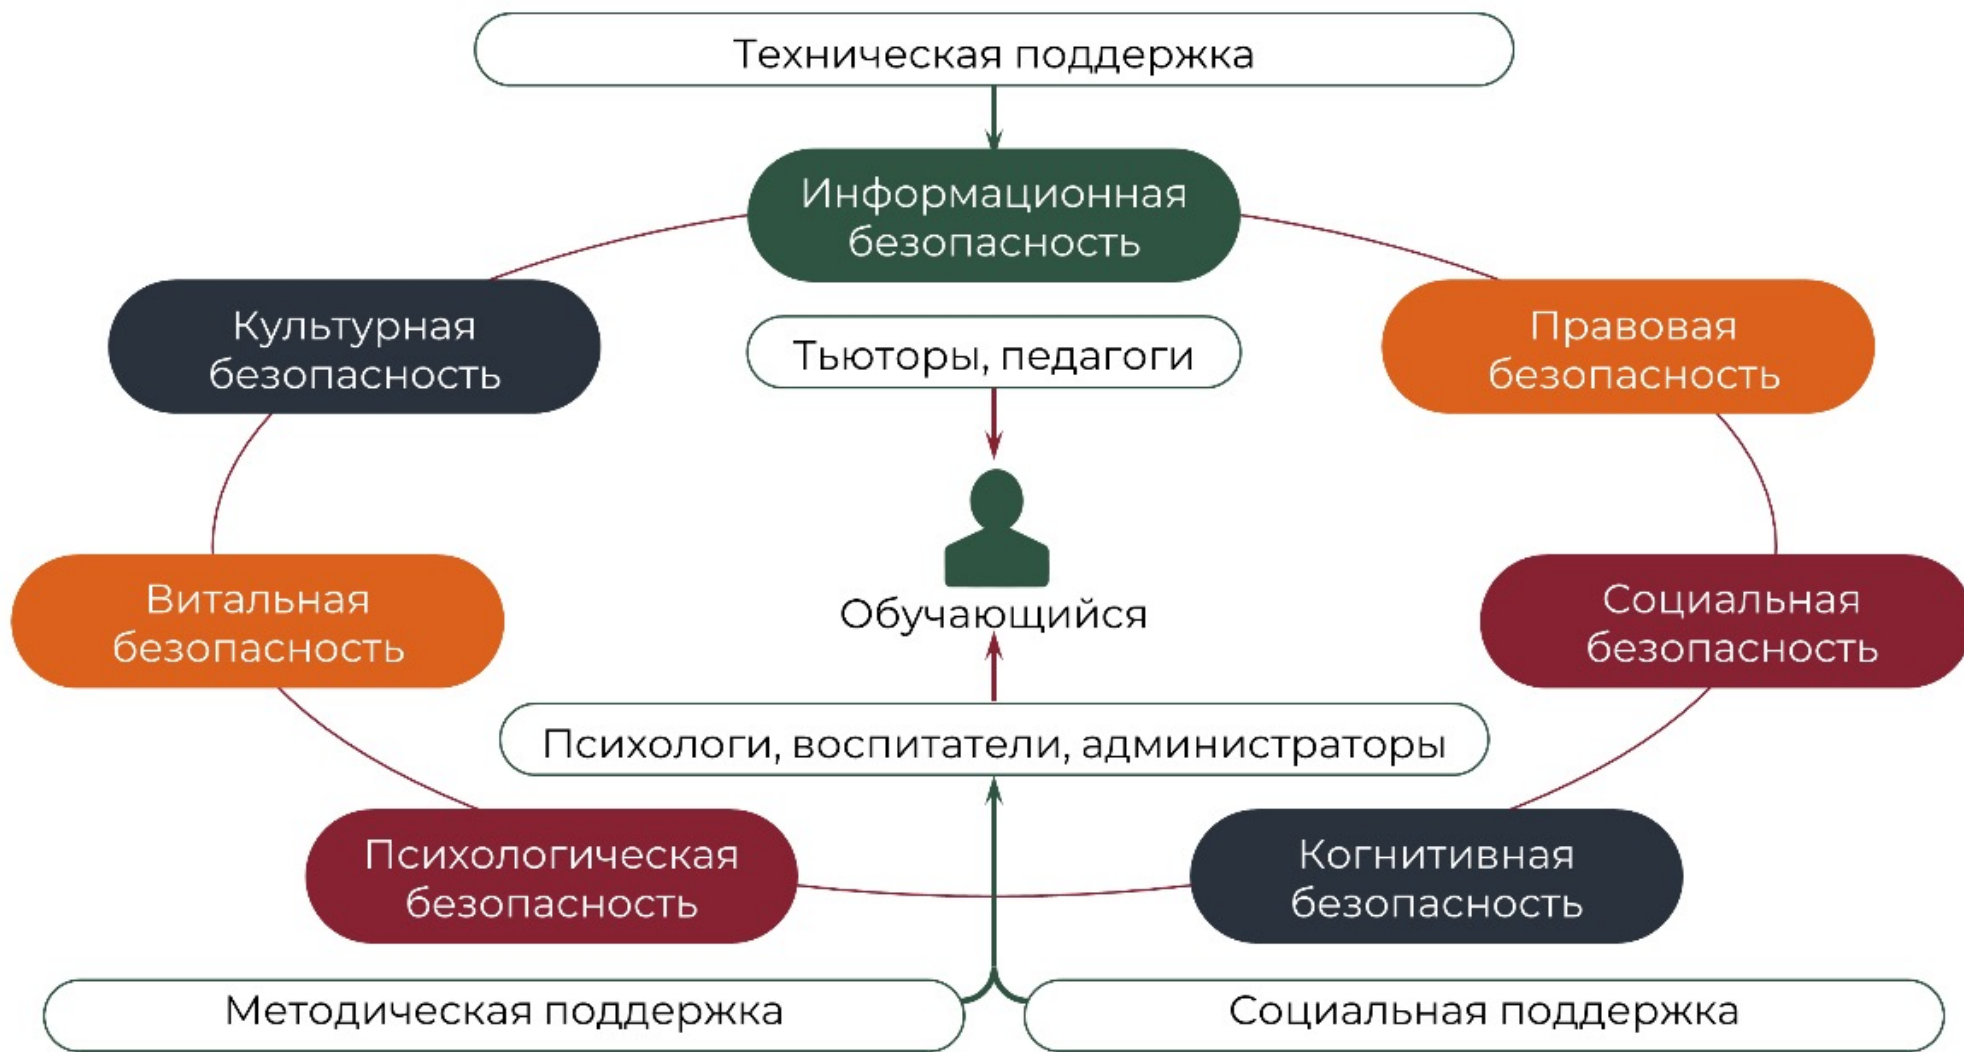 Техническая поддержка
Информационная
безопасность
Культурная
безопасность
Тьюторы, педагоги
Правовая
безопасность
Витальная
безопасность
Обучающийся
Социальная
безопасность
Психологи, воспитатели, администраторы
Психологическая
безопасность
Когнитивная
безопасность
Методическая поддержка
Социальная поддержка